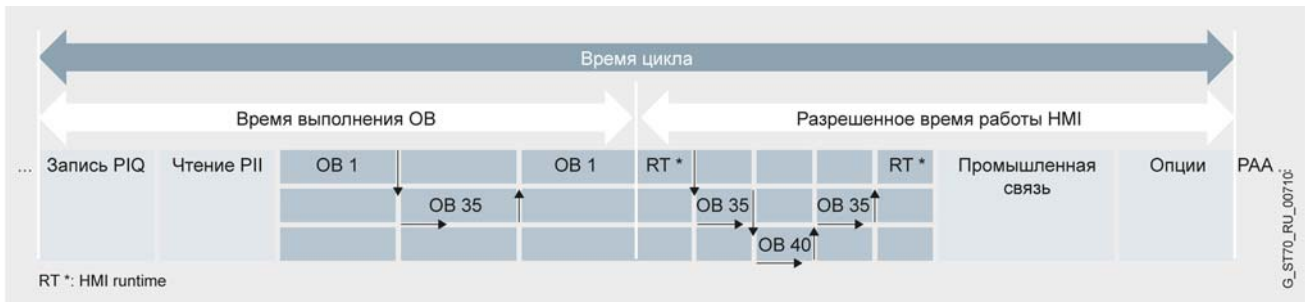 Время цикла
Время выполнения OB
Разрешенное время работы HMI
... Запись PIQ Чтение PII OB 1 OB 1 RT * RT * Промышленная связь Опции PAA ...
OB 35 OB 35 OB 35
OB 40
RT *: HMI runtime
G_ST70_RU_00710